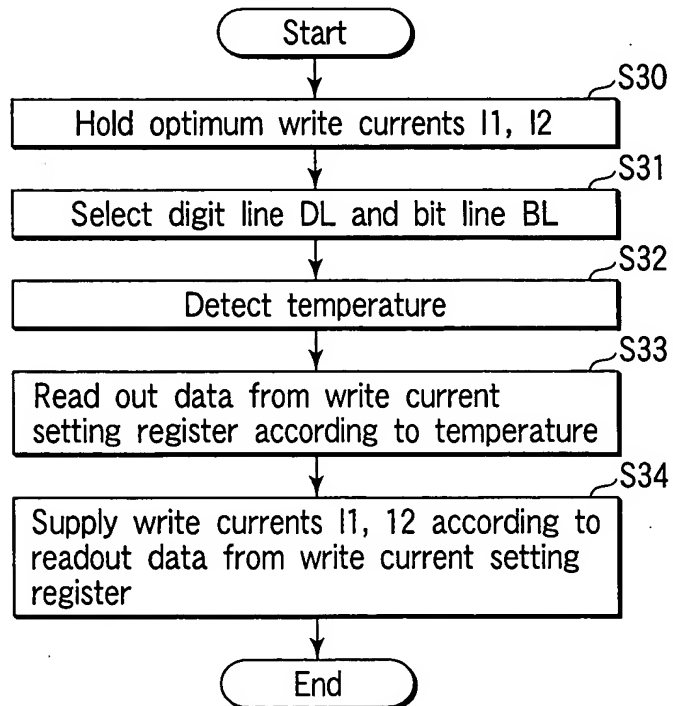 Start
S30
Hold optimum write currents I1, I2
S31
Select digit line DL and bit line BL
S32
Detect temperature
S33
Read out data from write current
setting register according to temperature
S34
Supply write currents I1, 12 according to
readout data from write current setting
register
End